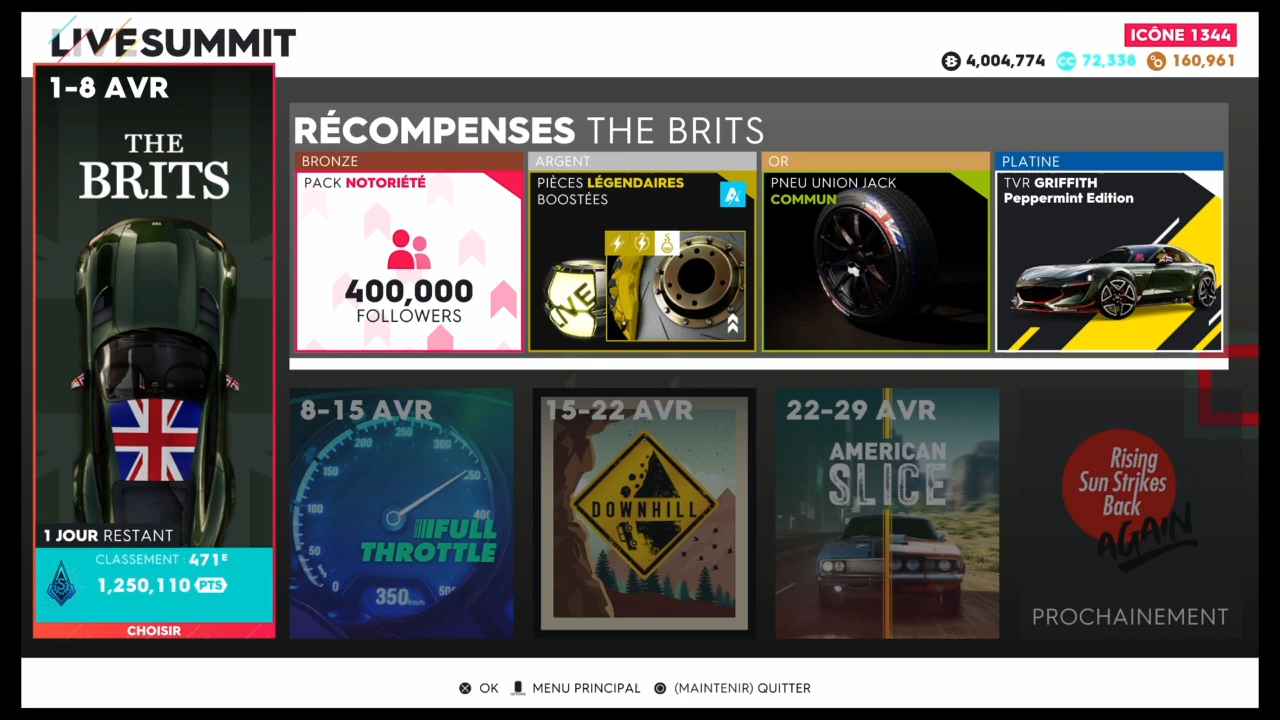 LIVESUMMIT
ICÔNE 1344
4,004,774
CC 72,338
160,961
1-8 AVR
THE
BRITS
1 JOUR RESTANT
CLASSEMENT : 471E
1,250,110 PTS
CHOISIR
RÉCOMPENSES THE BRITS
BRONZE
PACK NOTORIÉTÉ
400,000
FOLLOWERS
ARGENT
PIÈCES LÉGENDAIRES
BOOSTÉES
OR
PNEU UNION JACK
COMMUN
PLATINE
TVR GRIFFITH
Peppermint Edition
8-15 AVR
FULL
THROTTLE
350 km/h
15-22 AVR
DOWNHILL
22-29 AVR
AMERICAN
SLICE
Rising
Sun Strikes
Back
AGAIN
PROCHAINEMENT
OK
OPTIONS
MENU PRINCIPAL
(MAINTENIR) QUITTER